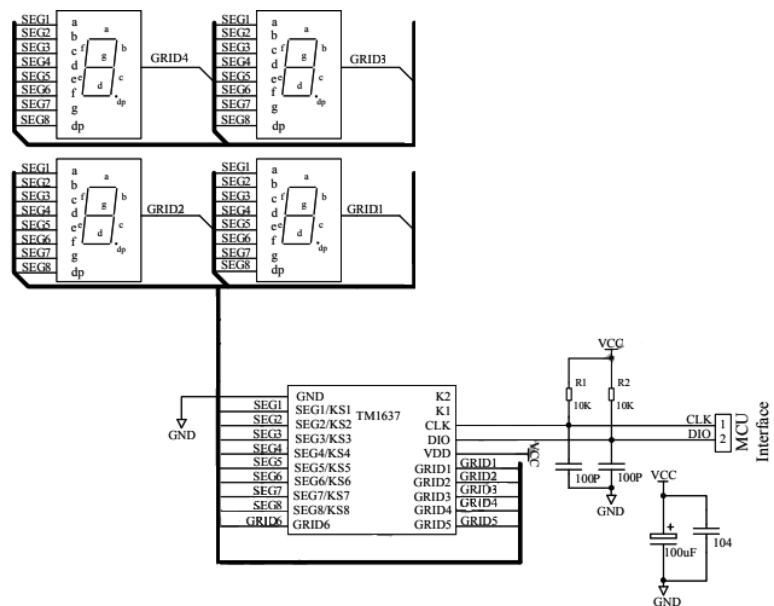 SEG1 a a SEG1 a a
SEG2 b SEG2 b
SEG3 c f b GRID4 SEG3 c f b GRID3
SEG4 d g SEG4 d g
SEG5 e e c SEG5 e e c
SEG6 f d SEG6 f d
SEG7 g dp SEG7 g dp
SEG8 dp SEG8 dp
SEG1 a a SEG1 a a
SEG2 b SEG2 b
SEG3 c f b SEG3 c f b
SEG4 d g GRID2 SEG4 d g GRID1
SEG5 e e c SEG5 e e c
SEG6 f d SEG6 f d
SEG7 g dp SEG7 g dp
SEG8 dp SEG8 dp
VCC
R1 R2
10K 10K
GND K2
SEG1 SEG1/KS1 TM1637 K1
SEG2 SEG2/KS2 CLK CLK 1
SEG3 SEG3/KS3 DIO DIO 2
SEG4 SEG4/KS4 VDD VCC
SEG5 SEG5/KS5 GRID1 GRID1
SEG6 SEG6/KS6 GRID2 GRID2
SEG7 SEG7/KS7 GRID3 GRID3
SEG8 SEG8/KS8 GRID4 GRID4
GRID6 GRID6 GRID5 GRID5
GND
MCU
Interface
100P 100P
GND
VCC
+
100uF 104
GND